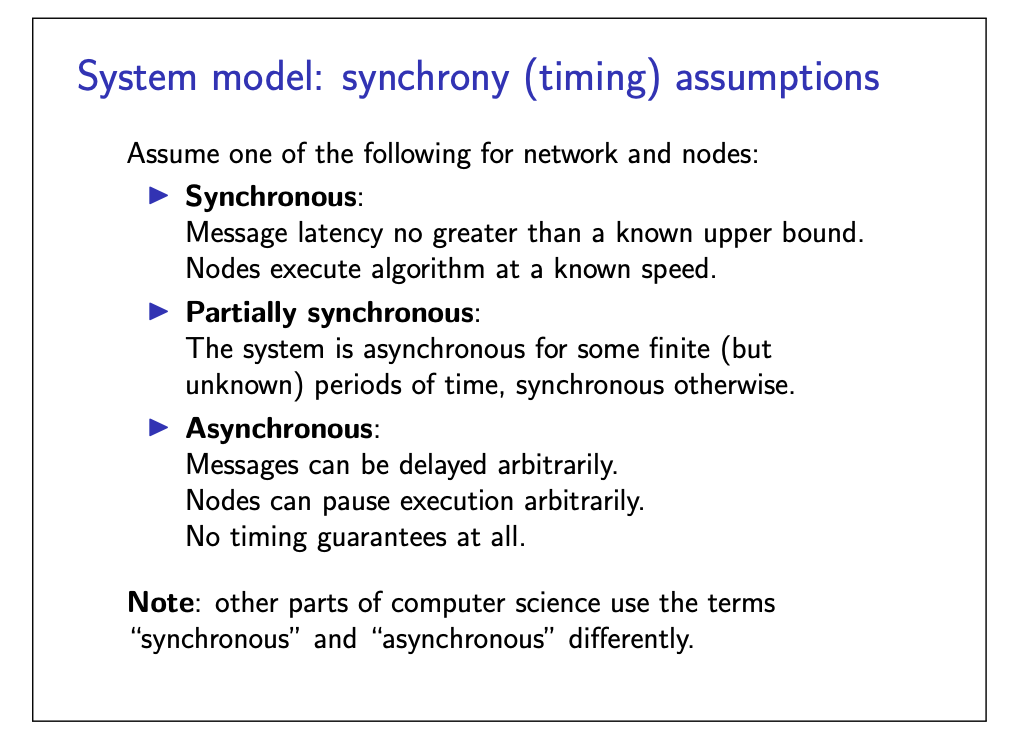 System model: synchrony (timing) assumptions
Assume one of the following for network and nodes:
▶ Synchronous:
Message latency no greater than a known upper bound.
Nodes execute algorithm at a known speed.
▶ Partially synchronous:
The system is asynchronous for some finite (but
unknown) periods of time, synchronous otherwise.
▶ Asynchronous:
Messages can be delayed arbitrarily.
Nodes can pause execution arbitrarily.
No timing guarantees at all.
Note: other parts of computer science use the terms
“synchronous” and “asynchronous” differently.